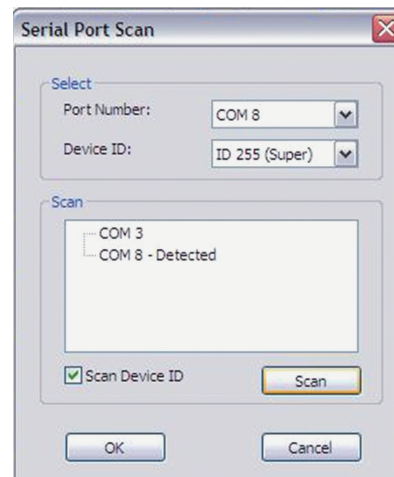 Serial Port Scan
Select
Port Number:
COM 8
Device ID:
ID 255 (Super)
Scan
COM 3
COM 8 - Detected
Scan Device ID
Scan
OK
Cancel